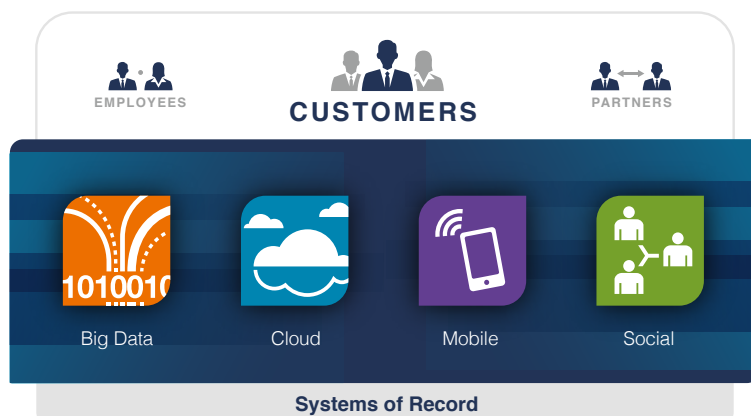 EMPLOYEES
CUSTOMERS
PARTNERS
1010010
Big Data
Cloud
Mobile
Social
Systems of Record